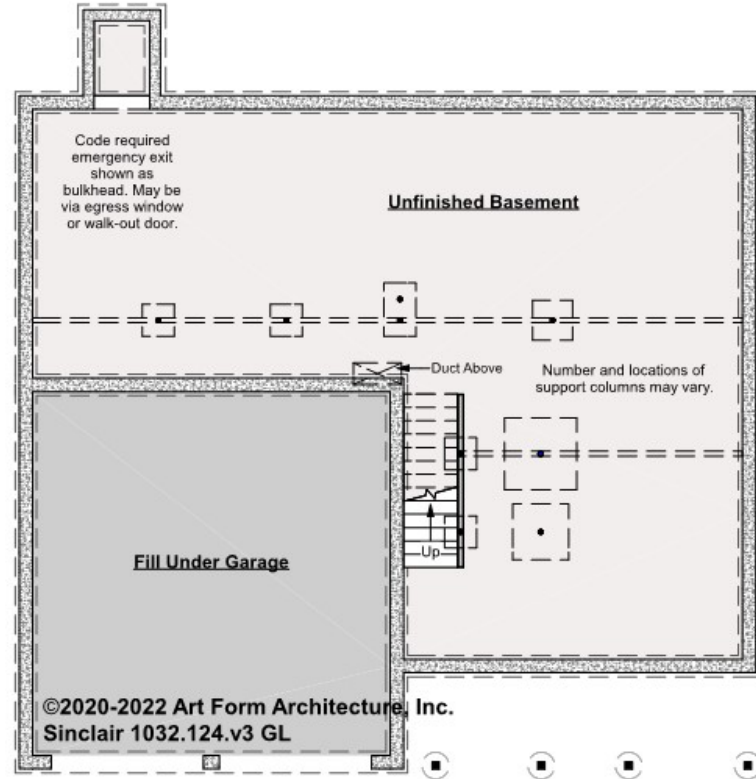 Code required
emergency exit
shown as
bulkhead. May be
via egress window
or walk-out door.
Unfinished Basement
Duct Above
Number and locations of
support columns may vary.
Up
Fill Under Garage
©2020-2022 Art Form Architecture, Inc.
Sinclair 1032.124.v3 GL